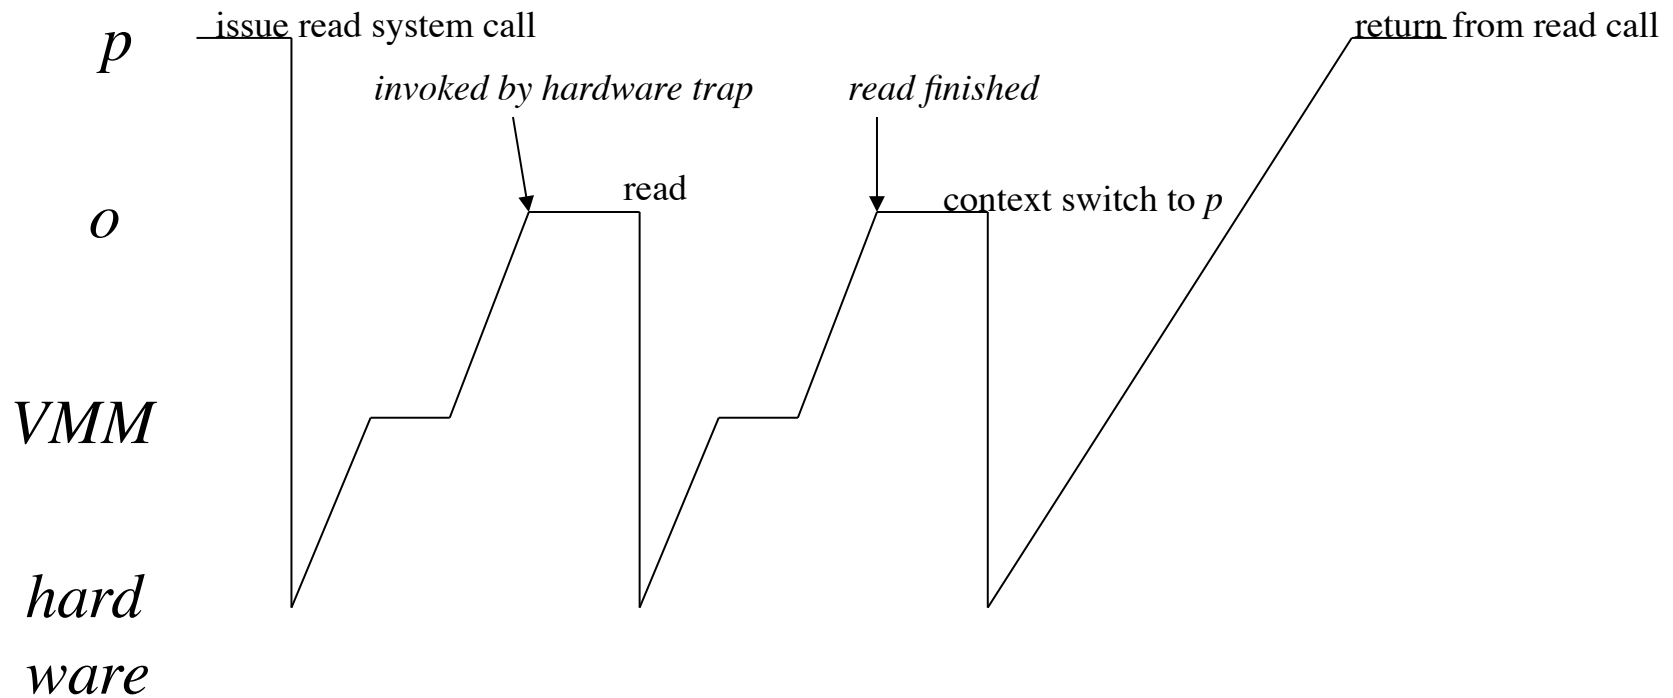 issue read system call
return from read call
p
invoked by hardware trap
read finished
read
context switch to p
o
VMM
hard
ware